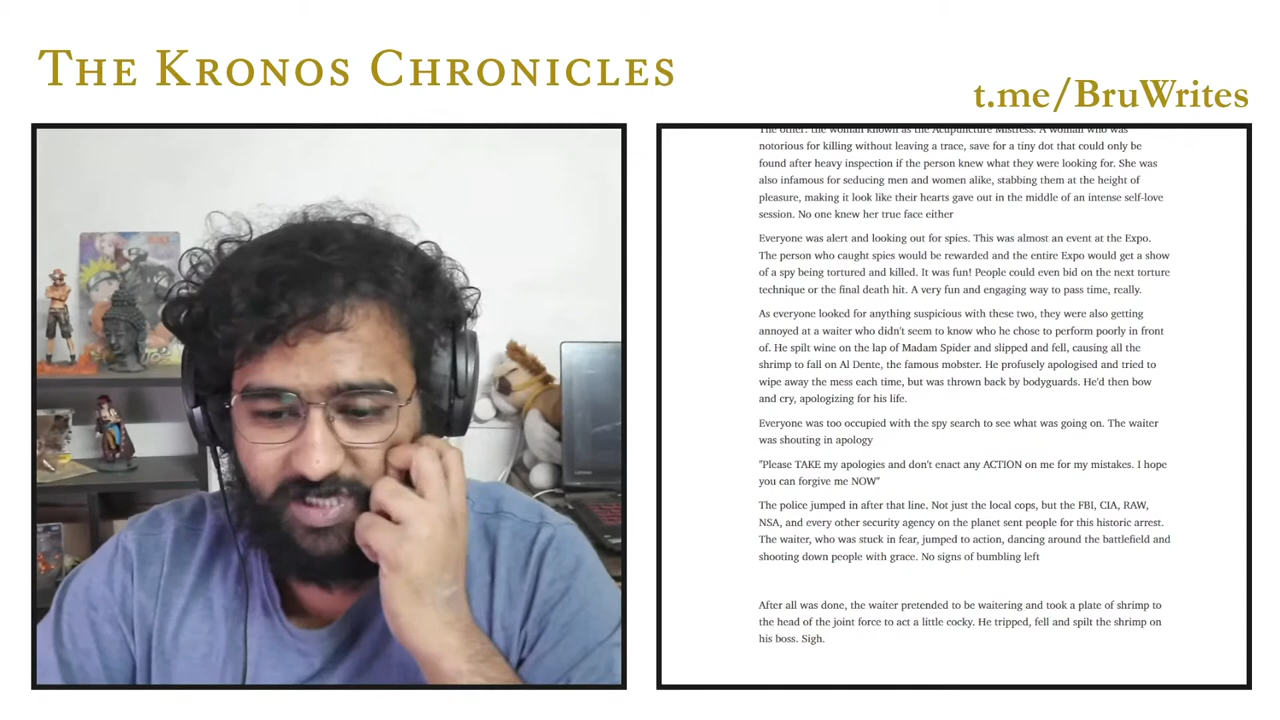 THE KRONOS CHRONICLES
t.me/BruWrites
The other: the woman known as the Acupuncture Mistress. A woman who was
notorious for killing without leaving a trace, save for a tiny dot that could only be
found after heavy inspection if the person knew what they were looking for. She was
also infamous for seducing men and women alike, stabbing them at the height of
pleasure, making it look like their hearts gave out in the middle of an intense self-love
session. No one knew her true face either
Everyone was alert and looking out for spies. This was almost an event at the Expo.
The person who caught spies would be rewarded and the entire Expo would get a show
of a spy being tortured and killed. It was fun! People could even bid on the next torture
technique or the final death hit. A very fun and engaging way to pass time, really.
As everyone looked for anything suspicious with these two, they were also getting
annoyed at a waiter who didn't seem to know who he chose to perform poorly in front
of. He spilt wine on the lap of Madam Spider and slipped and fell, causing all the
shrimp to fall on Al Dente, the famous mobster. He profusely apologised and tried to
wipe away the mess each time, but was thrown back by bodyguards. He'd then bow
and cry, apologizing for his life.
Everyone was too occupied with the spy search to see what was going on. The waiter
was shouting in apology
"Please TAKE my apologies and don't enact any ACTION on me for my mistakes. I hope
you can forgive me NOW"
The police jumped in after that line. Not just the local cops, but the FBI, CIA, RAW,
NSA, and every other security agency on the planet sent people for this historic arrest.
The waiter, who was stuck in fear, jumped to action, dancing around the battlefield and
shooting down people with grace. No signs of bumbling left
After all was done, the waiter pretended to be waitering and took a plate of shrimp to
the head of the joint force to act a little cocky. He tripped, fell and spilt the shrimp on
his boss. Sigh.